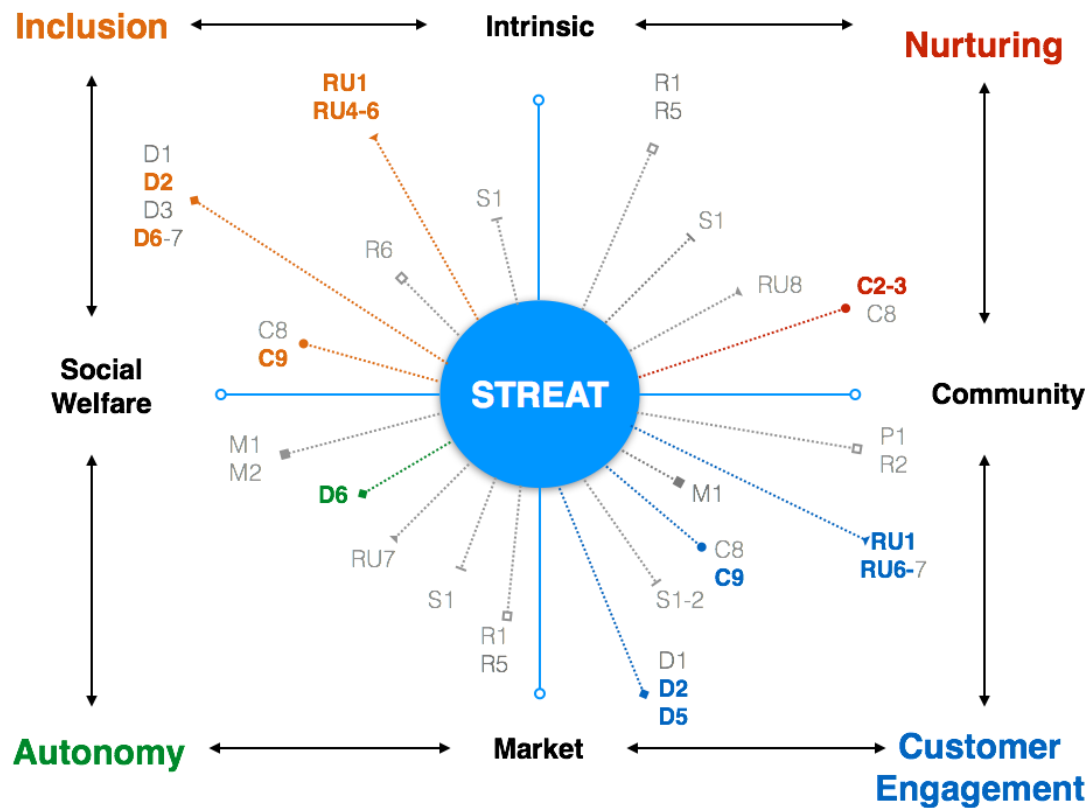 Inclusion
Intrinsic
Nurturing
RU1
RU4-6
R1
R5
D1
D2
D3
D6-7
S1
S1
R6
RU8
C2-3
C8
C8
C9
Social
Welfare
STREAT
Community
M1
M2
P1
R2
D6
M1
RU7
C8
C9
RU1
RU6-7
S1
S1-2
R1
R5
D1
D2
D5
Autonomy
Market
Customer
Engagement